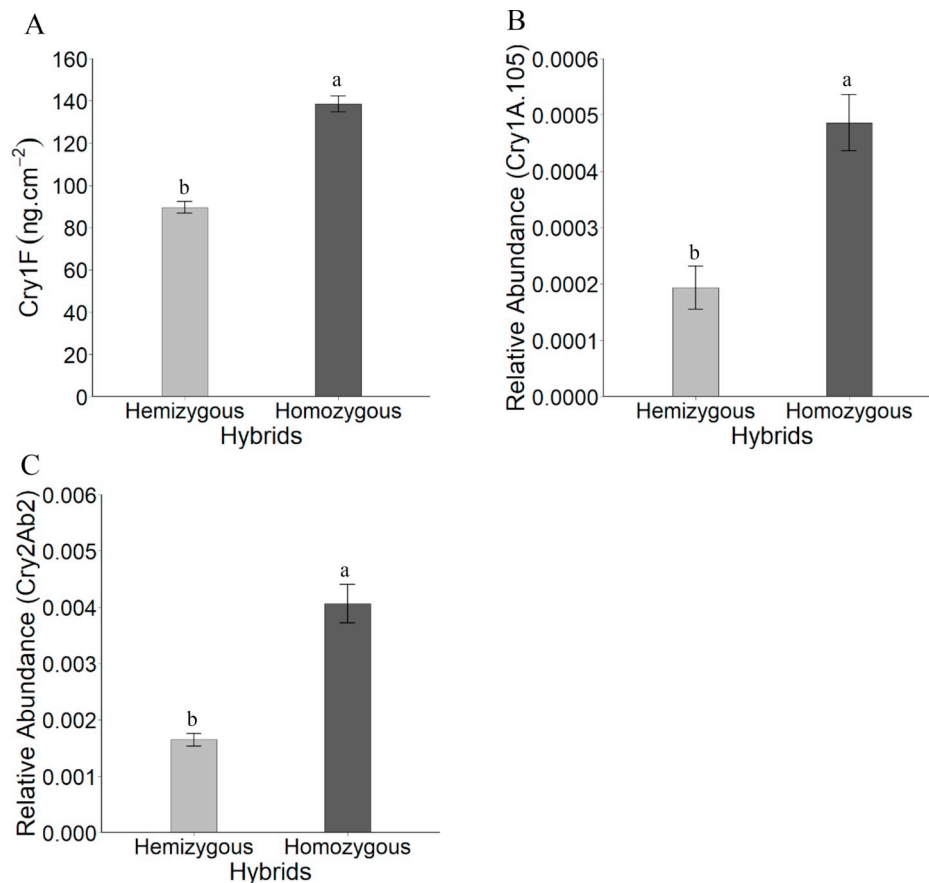 A
Cry1F (ng.cm−2)
160
140
120
100
80
60
40
20
0
a
b
Hemizygous Homozygous
Hybrids
B
Relative Abundance (Cry1A.105)
0.0006
0.0005
0.0004
0.0003
0.0002
0.0001
0.0000
a
b
Hemizygous Homozygous
Hybrids
C
Relative Abundance (Cry2Ab2)
0.006
0.005
0.004
0.003
0.002
0.001
0.000
a
b
Hemizygous Homozygous
Hybrids